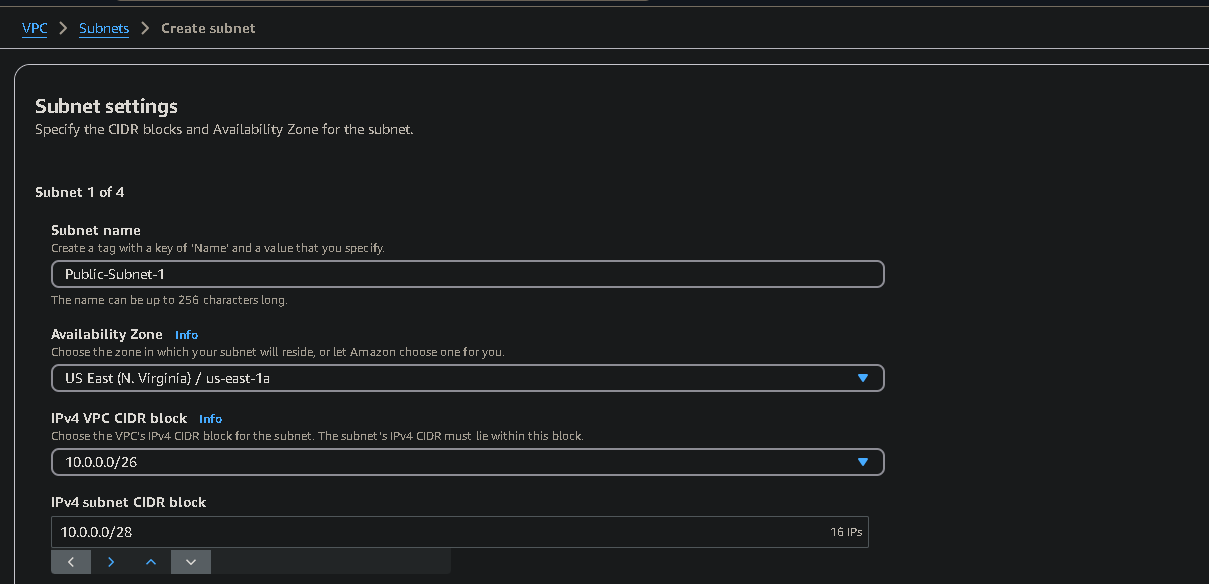 VPC > Subnets > Create subnet
Subnet settings
Specify the CIDR blocks and Availability Zone for the subnet.
Subnet 1 of 4
Subnet name
Create a tag with a key of 'Name' and a value that you specify.
Public-Subnet-1
The name can be up to 256 characters long.
Availability Zone Info
Choose the zone in which your subnet will reside, or let Amazon choose one for you.
US East (N. Virginia) / us-east-1a
IPv4 VPC CIDR block Info
Choose the VPC's IPv4 CIDR block for the subnet. The subnet's IPv4 CIDR must lie within this block.
10.0.0.0/26
IPv4 subnet CIDR block
10.0.0.0/28 16 IPs